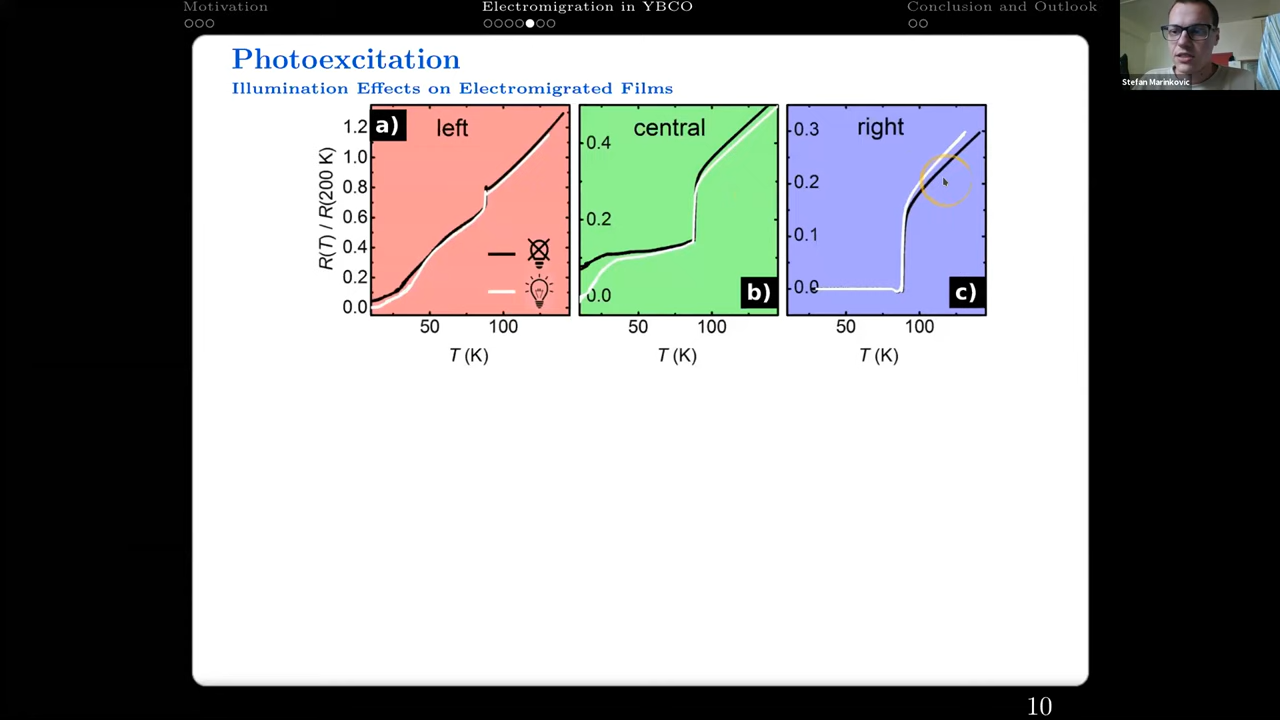 Motivation
Electromigration in YBCO
Conclusion and Outlook
Stefan Marinkovic
Photoexcitation
Illumination Effects on Electromigrated Films
a) left
central
right
R(T) / R(200 K)
1.2
1.0
0.8
0.6
0.4
0.2
0.0
0.4
0.2
0.0
0.3
0.2
0.1
0.0
b)
c)
50 100
50 100
50 100
T (K)
T (K)
T (K)
10